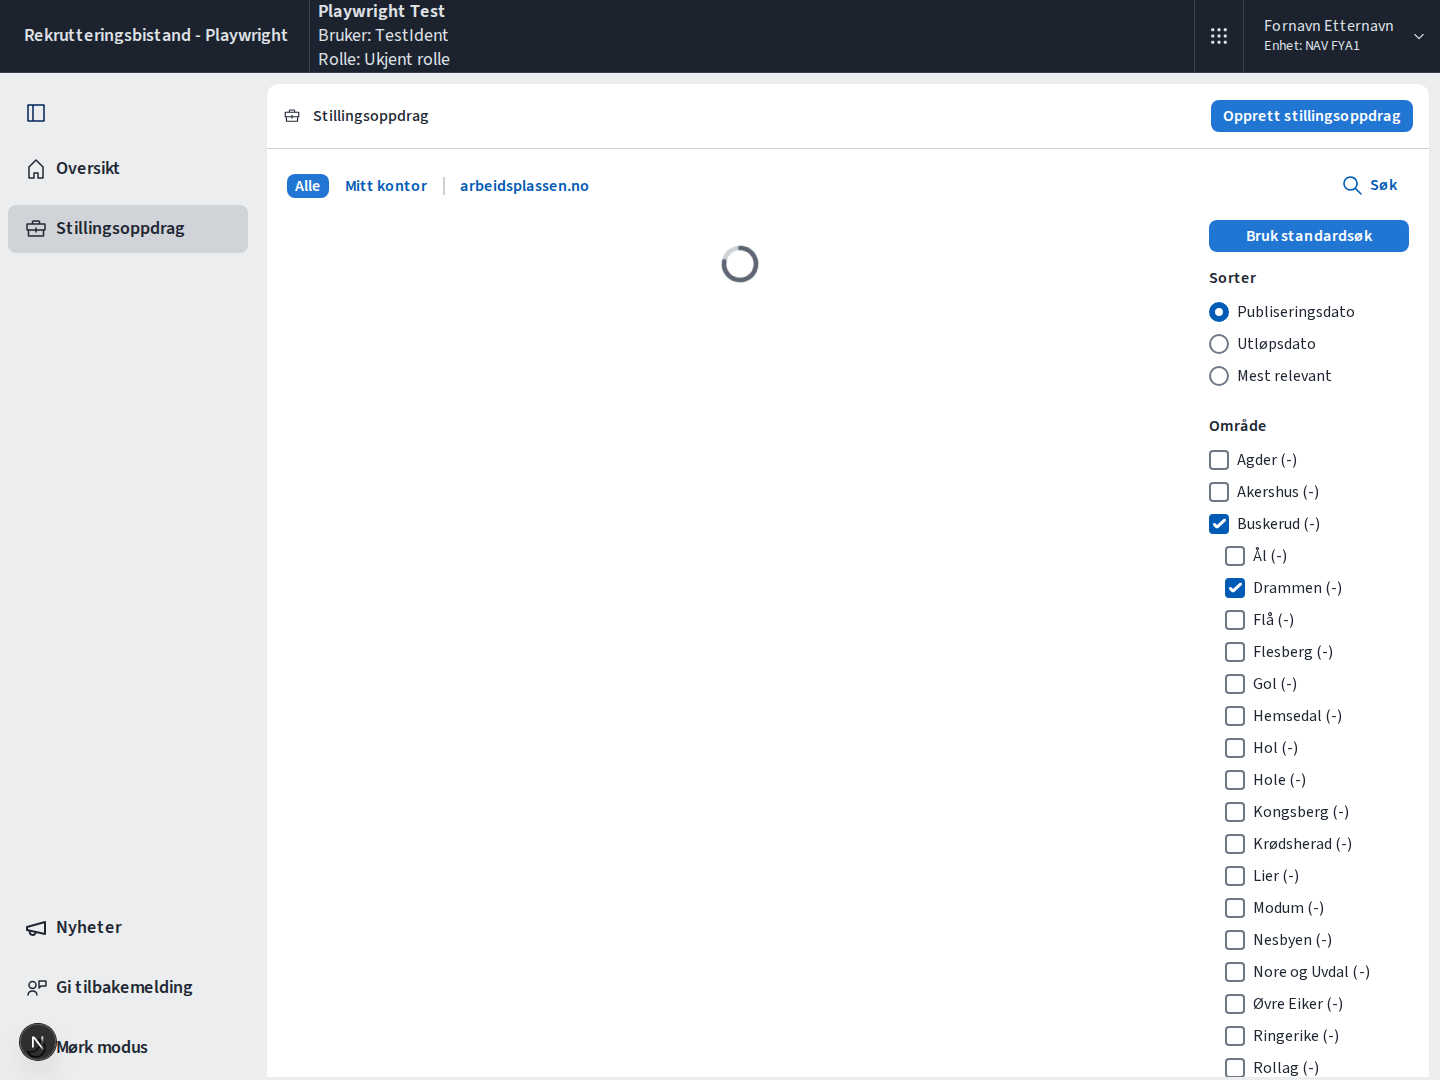 Rekrutteringsbistand - Playwright
Playwright Test
Bruker: TestIdent
Rolle: Ukjent rolle
Fornavn Etternavn
Enhet: NAV FYA1
Oversikt
Stillingsoppdrag
Nyheter
Gi tilbakemelding
N
Mørk modus
Stillingsoppdrag
Opprett stillingsoppdrag
Alle
Mitt kontor
arbeidsplassen.no
Søk
Bruk standardsøk
Sorter
Publiseringsdato
Utløpsdato
Mest relevant
Område
Agder (-)
Akershus (-)
Buskerud (-)
Ål (-)
Drammen (-)
Flå (-)
Flesberg (-)
Gol (-)
Hemsedal (-)
Hol (-)
Hole (-)
Kongsberg (-)
Krødsherad (-)
Lier (-)
Modum (-)
Nesbyen (-)
Nore og Uvdal (-)
Øvre Eiker (-)
Ringerike (-)
Rollag (-)